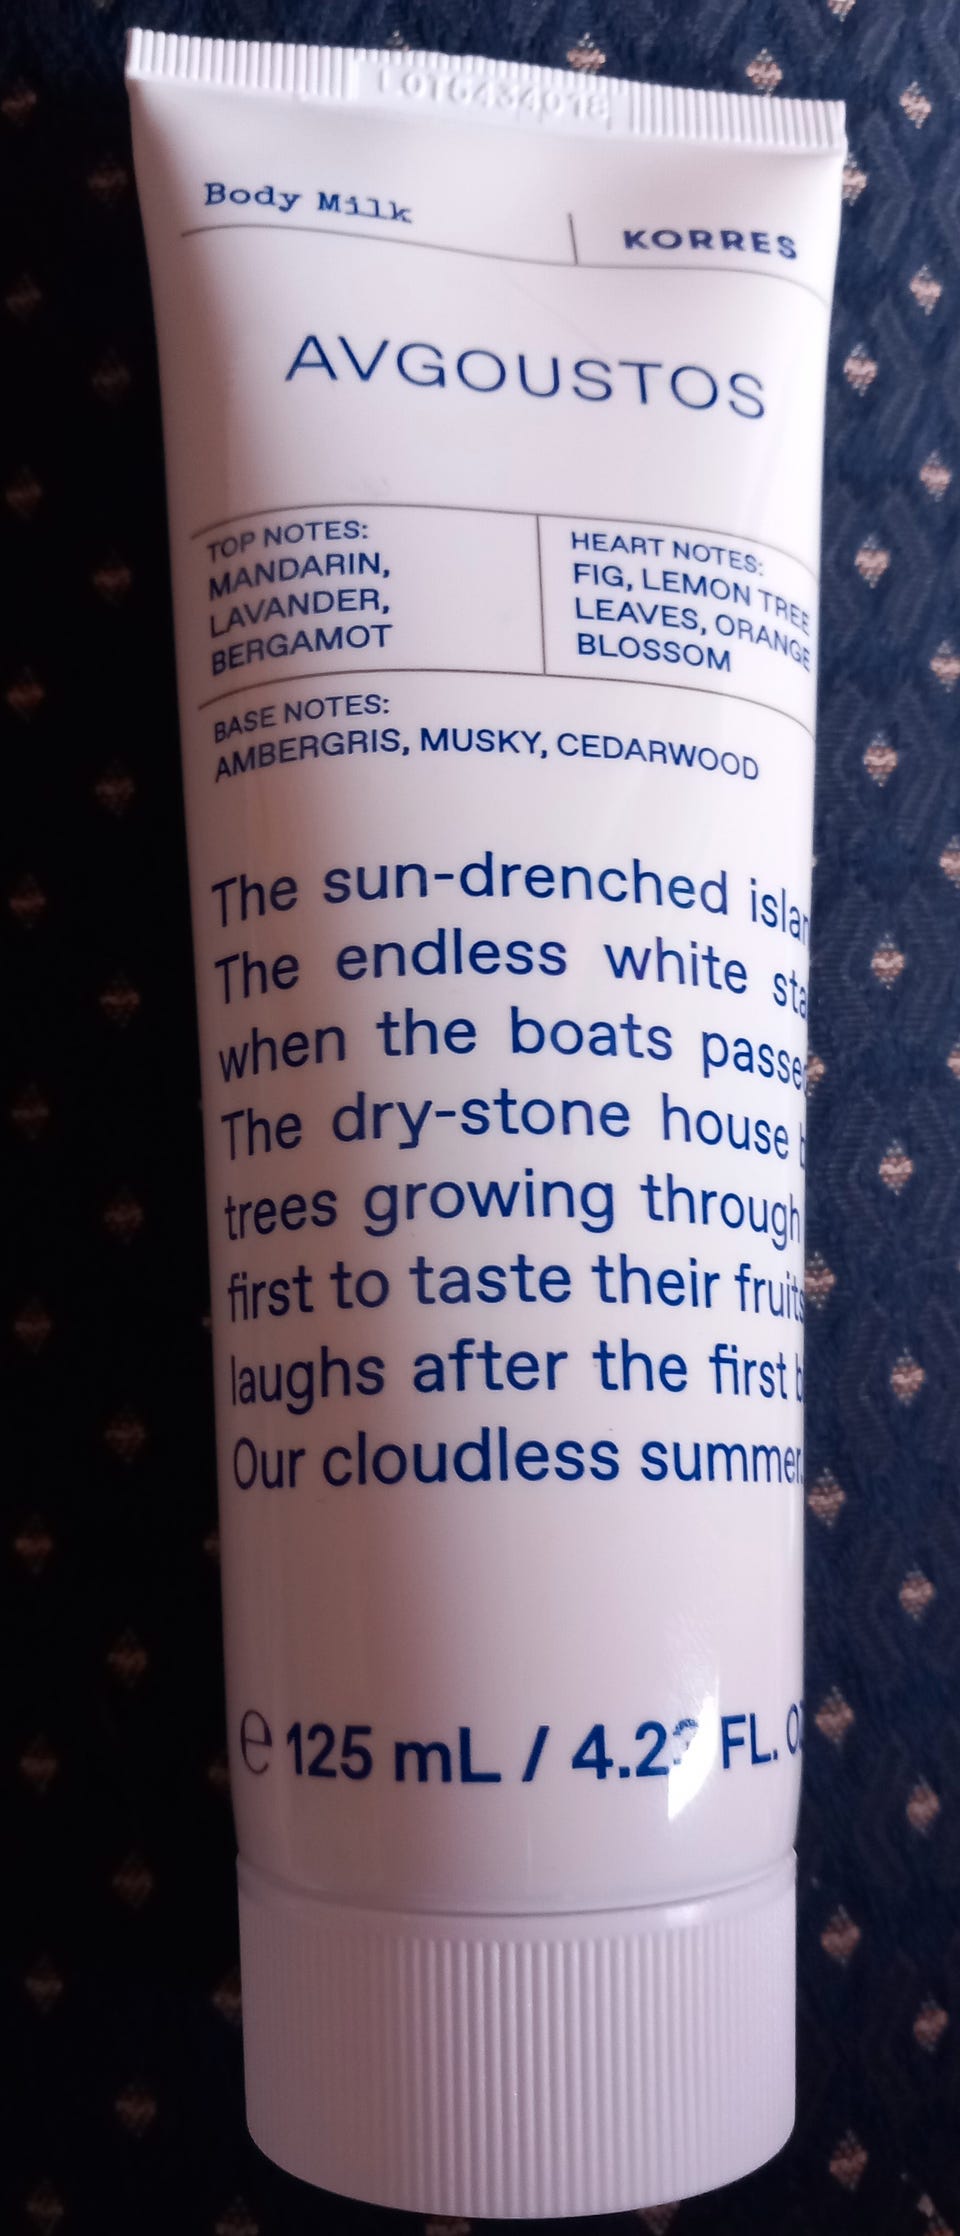 Body Milk
KORRES
AVGOUSTOS
TOP NOTES:
MANDARIN,
LAVANDER,
BERGAMOT
HEART NOTES:
FIG, LEMON TREE
LEAVES, ORANGE
BLOSSOM
BASE NOTES:
AMBERGRIS, MUSKY, CEDARWOOD
The sun-drenched
The endless white
when the boats
The dry-stone house
trees growing through
first to taste their
laughs after the first
Our cloudless summer.
e 125 mL / FL.